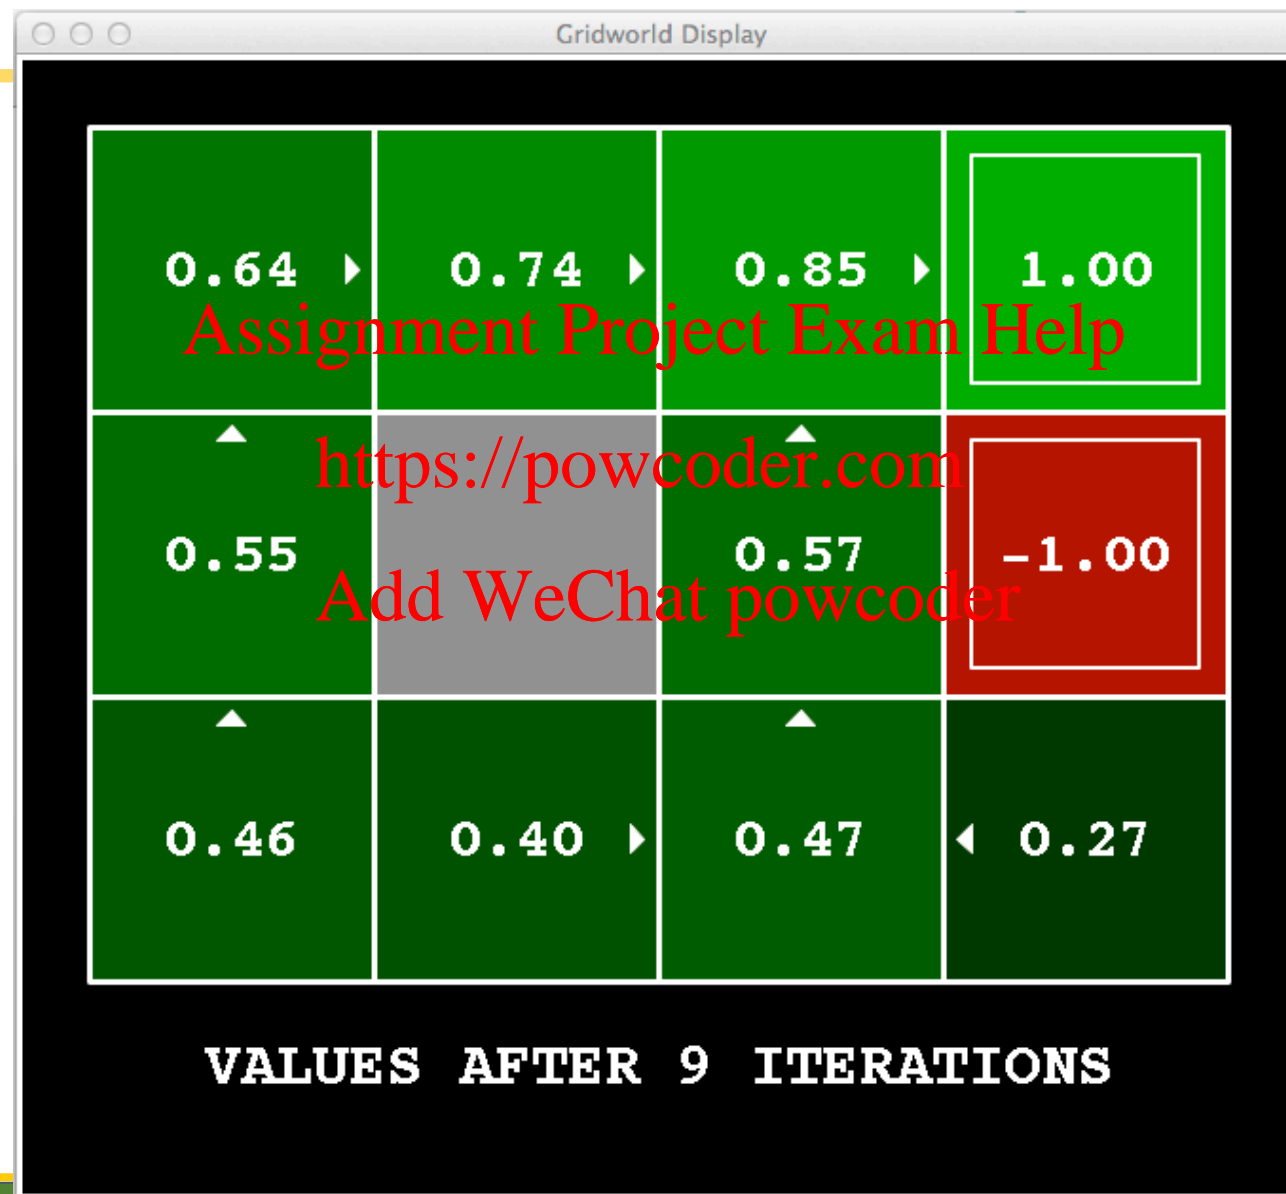 Gridworld Display
0.64 0.74 0.85 1.00
Assignment Project Exam Help
https://powcoder.com
0.55 0.57 -1.00
Add WeChat powcoder
0.46 0.40 0.47 0.27
VALUES AFTER 9 ITERATIONS